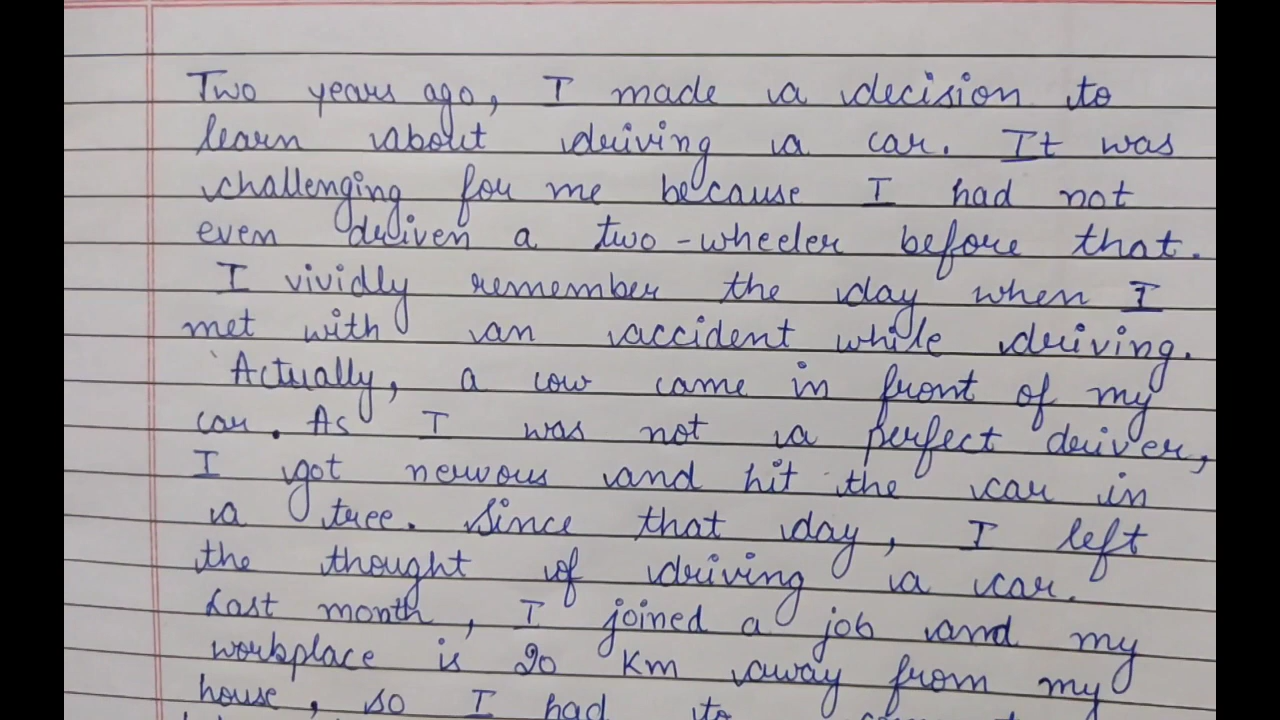 Two years ago, I made a decision to
learn about driving a car. It was
challenging for me because I had not
even driven a two-wheeler before that.
I vividly remember the day when I
met with an accident while driving.
Actually, a cow came in front of my
car. As I was not a perfect driver,
I got nervous and hit the car in
a tree. Since that day, I left
the thought of driving a car.
Last month, I joined a job and my
workplace is 20 Km away from my
house, so I had to